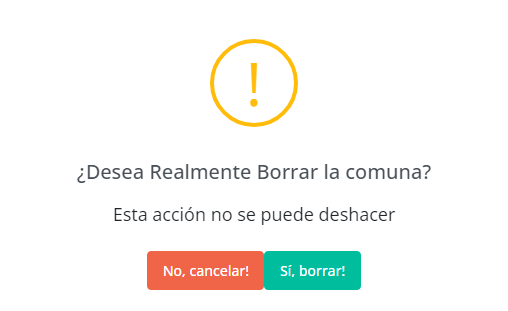 !
¿Desea Realmente Borrar la comuna?
Esta acción no se puede deshacer
No, cancelar! Sí, borrar!